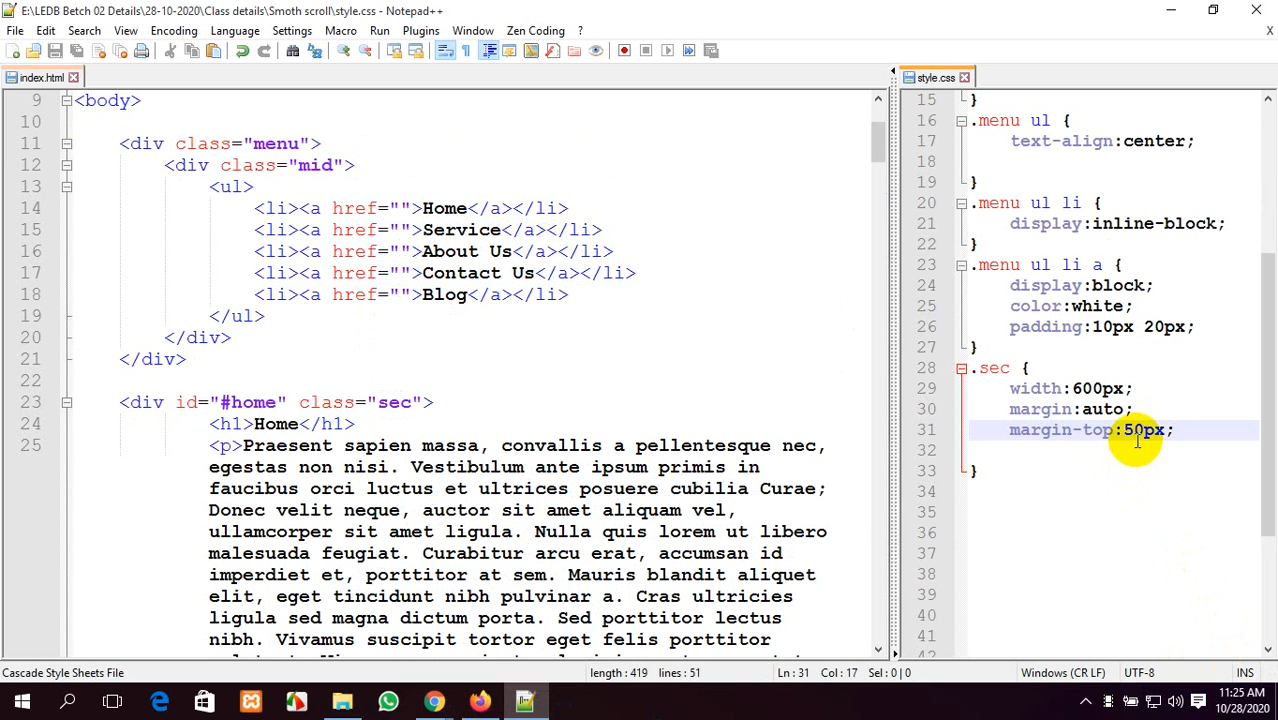 E:\LEDB Betch 02 Details\28-10-2020\Class details\Smoth scroll\style.css - Notepad++
File Edit Search View Encoding Language Settings Macro Run Plugins Window Zen Coding ?
X
index.html
style.css
9 <body>
10
11 <div class="menu">
12 <div class="mid">
13 <ul>
14 <li><a href="">Home</a></li>
15 <li><a href="">Service</a></li>
16 <li><a href="">About Us</a></li>
17 <li><a href="">Contact Us</a></li>
18 <li><a href="">Blog</a></li>
19 </ul>
20 </div>
21 </div>
22
23 <div id="#home" class="sec">
24 <h1>Home</h1>
25 <p>Praesent sapien massa, convallis a pellentesque nec,
egestas non nisi. Vestibulum ante ipsum primis in
faucibus orci luctus et ultrices posuere cubilia Curae;
Donec velit neque, auctor sit amet aliquam vel,
ullamcorper sit amet ligula. Nulla quis lorem ut libero
malesuada feugiat. Curabitur arcu erat, accumsan id
imperdiet et, porttitor at sem. Mauris blandit aliquet
elit, eget tincidunt nibh pulvinar a. Cras ultricies
ligula sed magna dictum porta. Sed porttitor lectus
nibh. Vivamus suscipit tortor eget felis porttitor
15 }
16 .menu ul {
17 text-align:center;
18
19 }
20 .menu ul li {
21 display:inline-block;
22 }
23 .menu ul li a {
24 display:block;
25 color:white;
26 padding:10px 20px;
27 }
28 .sec {
29 width:600px;
30 margin:auto;
31 margin-top:50px;
32
33 }
34
35
36
37
38
39
40
41
42
Cascade Style Sheets File length : 419 lines : 51 Ln : 31 Col : 17 Sel : 0 | 0 Windows (CR LF) UTF-8 INS
11:25 AM
10/28/2020